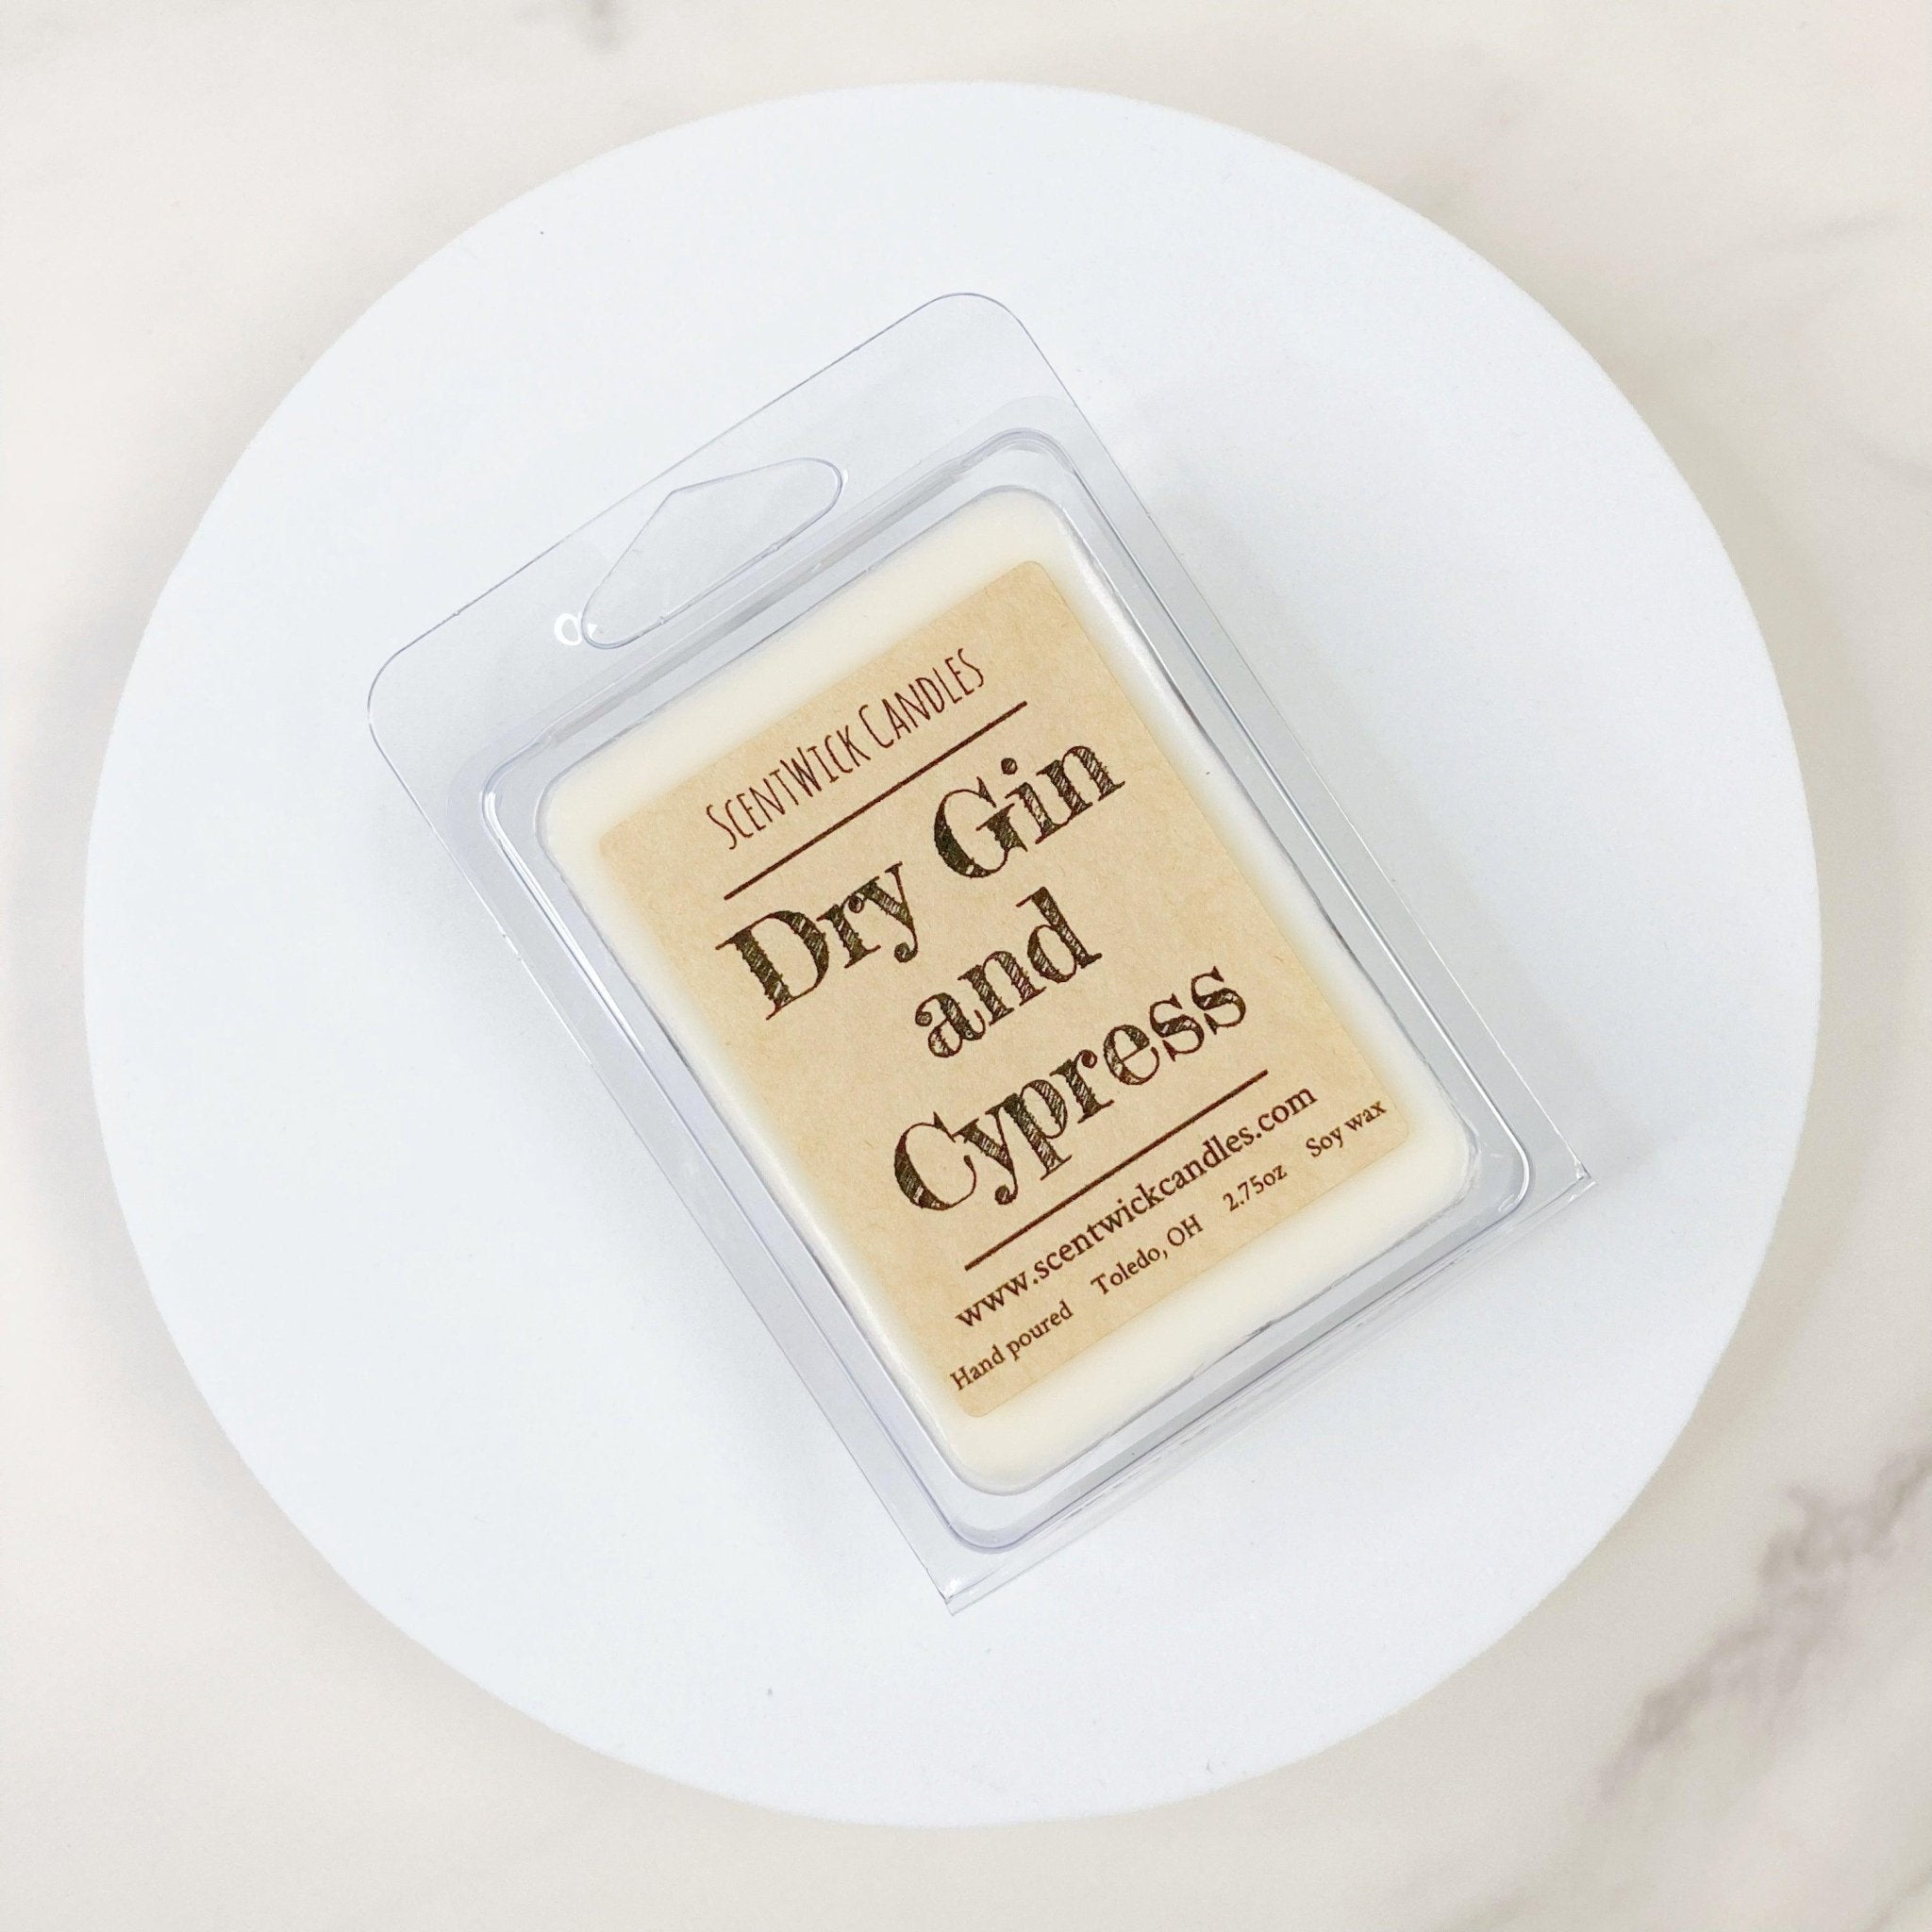 ScentWick Candles
Dry Gin
and
Cypress
www.scentwickcandles.com
Hand poured Toledo, OH 2.75oz Soy wax